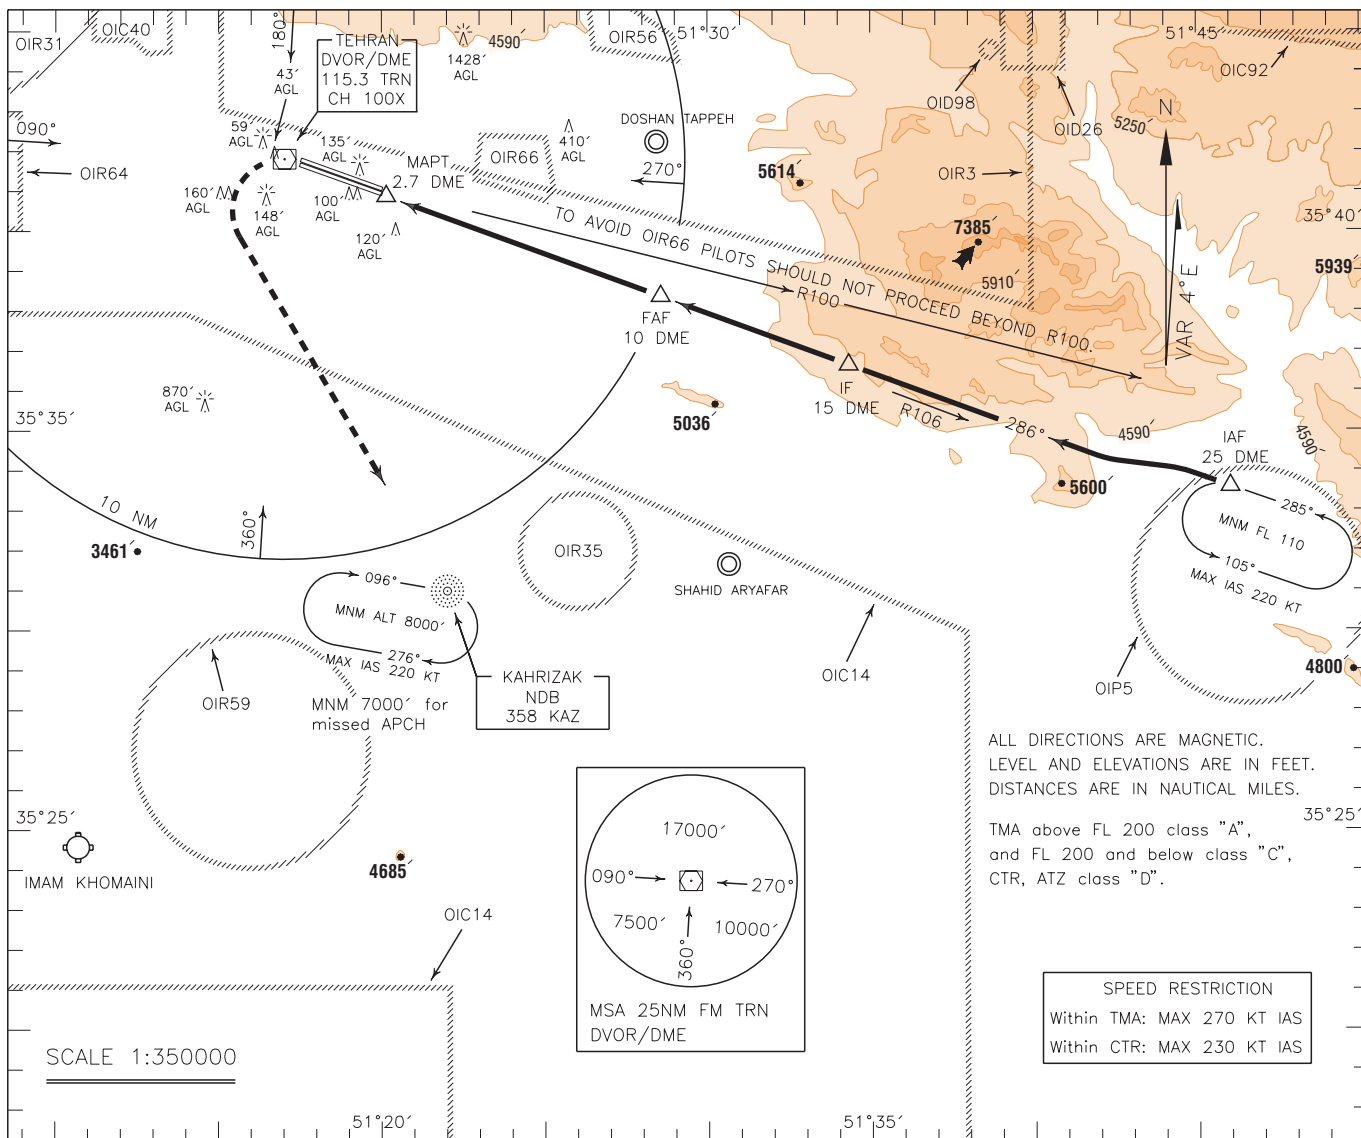 OIR31
OIC40
180°
TEHRAN
DVOR/DME
115.3 TRN
CH 100X
4590′
1428′
AGL
OIR56
51°30′
51°45′
OIC92
OID98
OID26
5250′
N
43′
AGL
59′
AGL
135′
AGL
090°
OIR64
MAPT
2.7 DME
OIR66
410′
AGL
DOSHAN TAPPEH
270°
5614′
OIR3
160′
AGL
148′
AGL
100′
AGL
120′
AGL
35°40′
7385′
5910′
5939′
VAR 4°E
TO AVOID OIR66 PILOTS SHOULD NOT PROCEED BEYOND R100.
R100
FAF
10 DME
IF
15 DME
R106
286°
4590′
4590′
IAF
25 DME
870′
AGL
35°35′
5036′
5600′
285°
MNM FL 110
105°
MAX IAS 220 KT
10 NM
360°
3461′
OIR35
SHAHID ARYAFAR
096°
MNM ALT 8000′
276°
MAX IAS 220 KT
OIC14
OIP5
4800′
OIR59
MNM 7000′ for
missed APCH
KAHRIZAK
NDB
358 KAZ
ALL DIRECTIONS ARE MAGNETIC.
LEVEL AND ELEVATIONS ARE IN FEET.
DISTANCES ARE IN NAUTICAL MILES.
TMA above FL 200 class "A",
and FL 200 and below class "C",
CTR, ATZ class "D".
35°25′
35°25′
IMAM KHOMAINI
4685′
OIC14
17000′
090°
270°
7500′
10000′
360°
MSA 25NM FM TRN
DVOR/DME
SPEED RESTRICTION
Within TMA: MAX 270 KT IAS
Within CTR: MAX 230 KT IAS
SCALE 1:350000
51°20′
51°35′